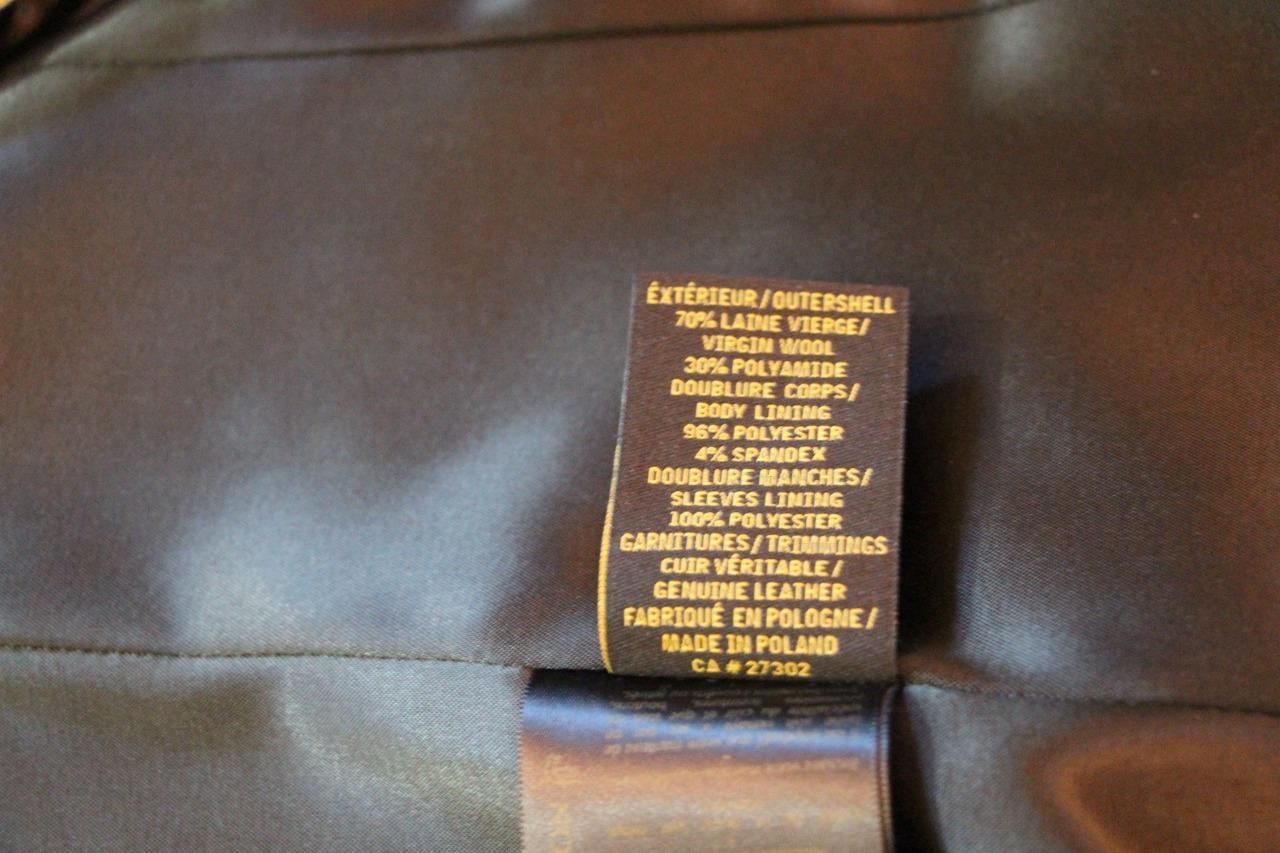 ÉXTÉRIEUR/OUTERSHELL
70% LAINE VIERGE/
VIRGIN WOOL
30% POLYAMIDE
DOUBLURE CORPS/
BODY LINING
96% POLYESTER
4% SPANDEX
DOUBLURE MANCHES/
SLEEVES LINING
100% POLYESTER
GARNITURES/TRIMMINGS
CUIR VÉRITABLE/
GENUINE LEATHER
FABRIQUÉ EN POLOGNE/
MADE IN POLAND
CA # 27302